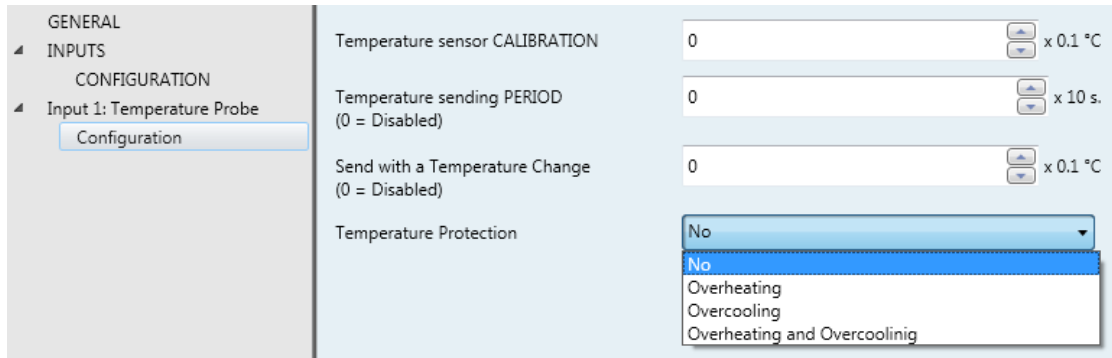 GENERAL
INPUTS
CONFIGURATION
Input 1: Temperature Probe
Configuration
Temperature sensor CALIBRATION
0
x 0.1 °C
Temperature sending PERIOD
(0 = Disabled)
0
x 10 s.
Send with a Temperature Change
(0 = Disabled)
0
x 0.1 °C
Temperature Protection
No
No
Overheating
Overcooling
Overheating and Overcoolinig